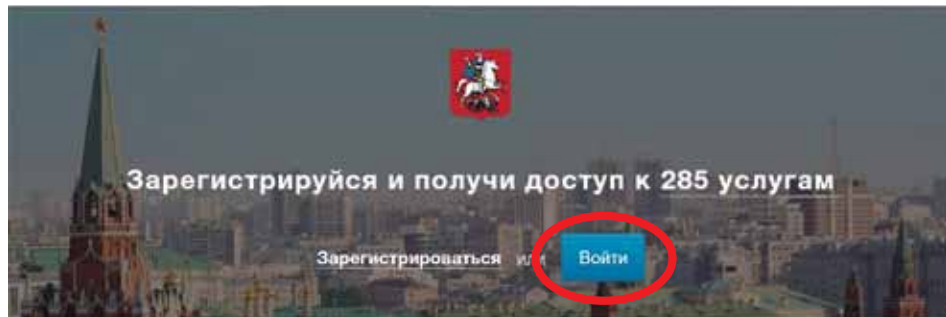 Зарегистрируйся и получи доступ к 285 услугам
Зарегистрироваться или Войти